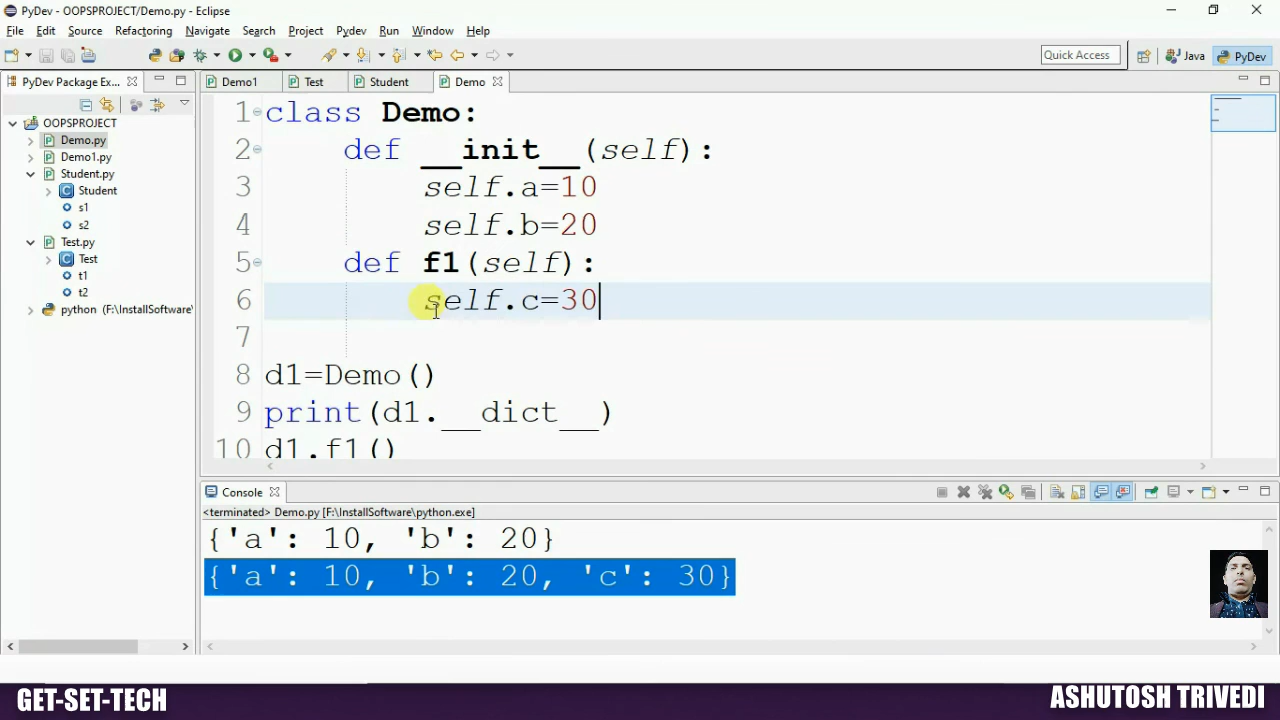 PyDev - OOPSPROJECT/Demo.py - Eclipse
File Edit Source Refactoring Navigate Search Project Pydev Run Window Help
Quick Access Java PyDev
PyDev Package Ex... Demo1 Test Student Demo
OOPSPROJECT
Demo.py
Demo1.py
Student.py
Student
s1
s2
Test.py
Test
t1
t2
python (F:\InstallSoftware\
1 class Demo:
2 def __init__(self):
3 self.a=10
4 self.b=20
5 def f1(self):
6 self.c=30
7
8 d1=Demo()
9 print(d1.__dict__)
10 d1.f1()
Console
<terminated> Demo.py [F:\InstallSoftware\python.exe]
{'a': 10, 'b': 20}
{'a': 10, 'b': 20, 'c': 30}
GET-SET-TECH
ASHUTOSH TRIVEDI